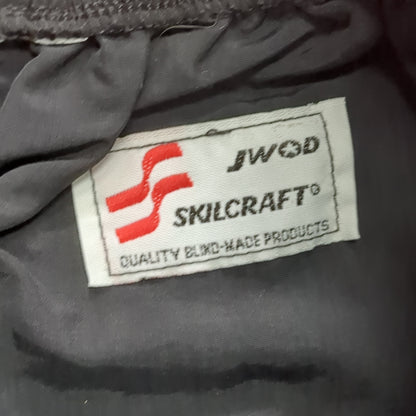 JWOD
SKILCRAFT®
QUALITY BLIND-MADE PRODUCTS